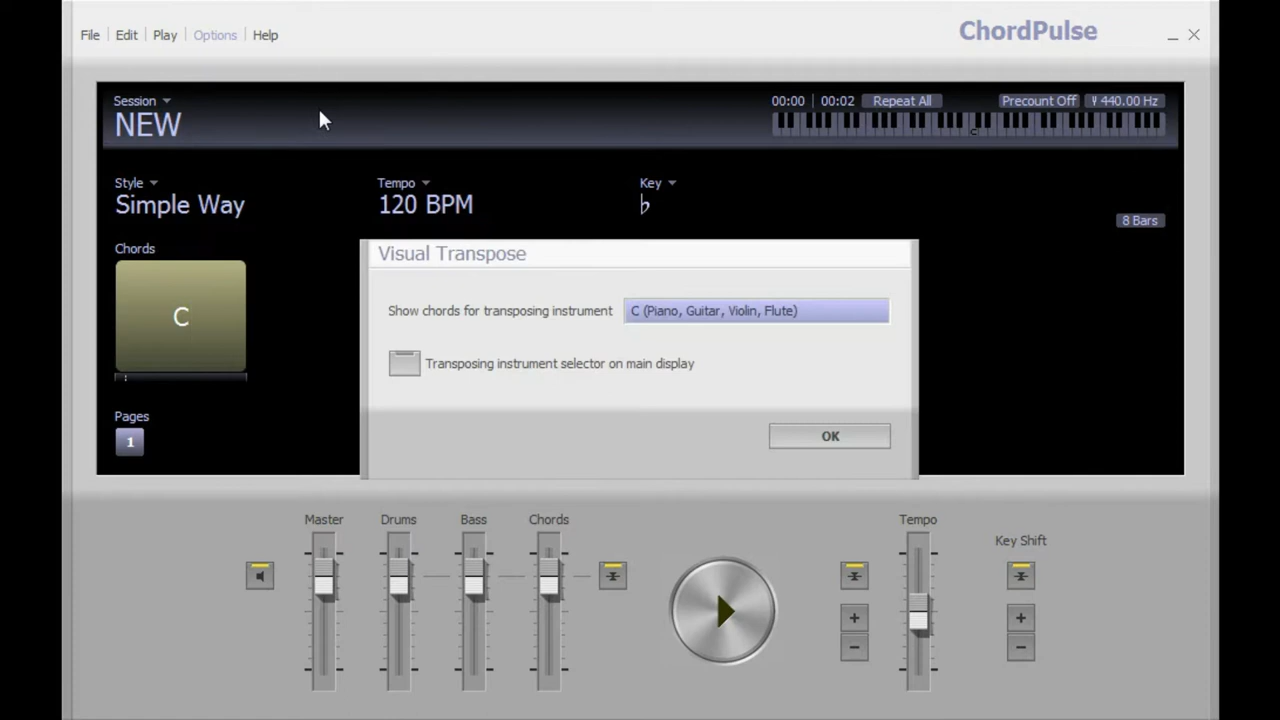 File Edit Play Options Help
ChordPulse
Session
NEW
00:00 00:02 Repeat All Precount Off 440.00 Hz
C
Style
Simple Way
Tempo
120 BPM
Key
♭
8 Bars
Chords
C
Visual Transpose
Show chords for transposing instrument C (Piano, Guitar, Violin, Flute)
Transposing instrument selector on main display
OK
Pages
1
Master Drums Bass Chords Tempo
Key Shift
+ +
− −